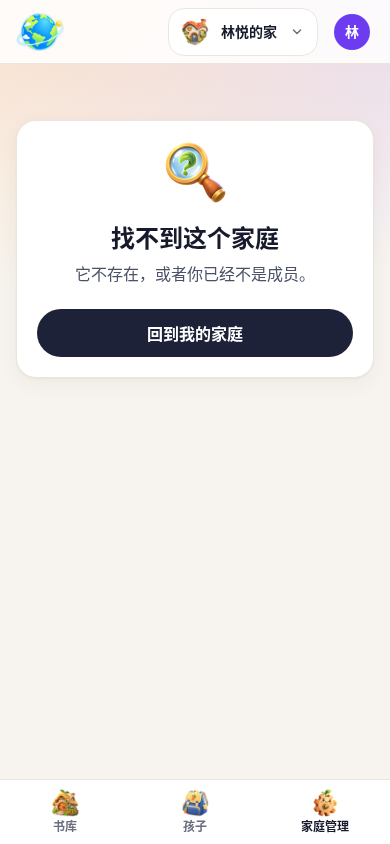 林悦的家
林
找不到这个家庭
它不存在，或者你已经不是成员。
回到我的家庭
书库
孩子
家庭管理